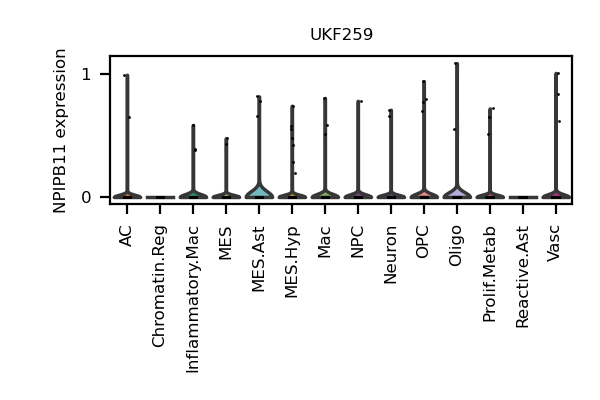 UKF259
NPIPB11 expression
1
0
AC
Chromatin.Reg
Inflammatory.Mac
MES
MES.Ast
MES.Hyp
Mac
NPC
Neuron
OPC
Oligo
Prolif.Metab
Reactive.Ast
Vasc